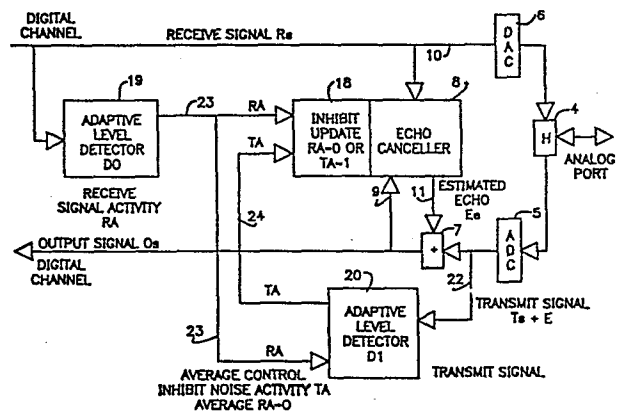 DIGITAL
CHANNEL
RECEIVE SIGNAL Rs
10
DAC
6
19
ADAPTIVE
LEVEL
DETECTOR
D0
23
RA
TA
18
INHIBIT
UPDATE
RA-0 OR
TA-1
8
ECHO
CANCELLER
4
H
ANALOG
PORT
RECEIVE
SIGNAL ACTIVITY
RA
24
9
11
ESTIMATED
ECHO
Ee
5
ADC
7
+
OUTPUT SIGNAL Os
DIGITAL
CHANNEL
20
22
TA
ADAPTIVE
LEVEL
DETECTOR
D1
TRANSMIT SIGNAL
Ts + E
23
RA
AVERAGE CONTROL
INHIBIT NOISE ACTIVITY TA
AVERAGE RA-0
TRANSMIT SIGNAL